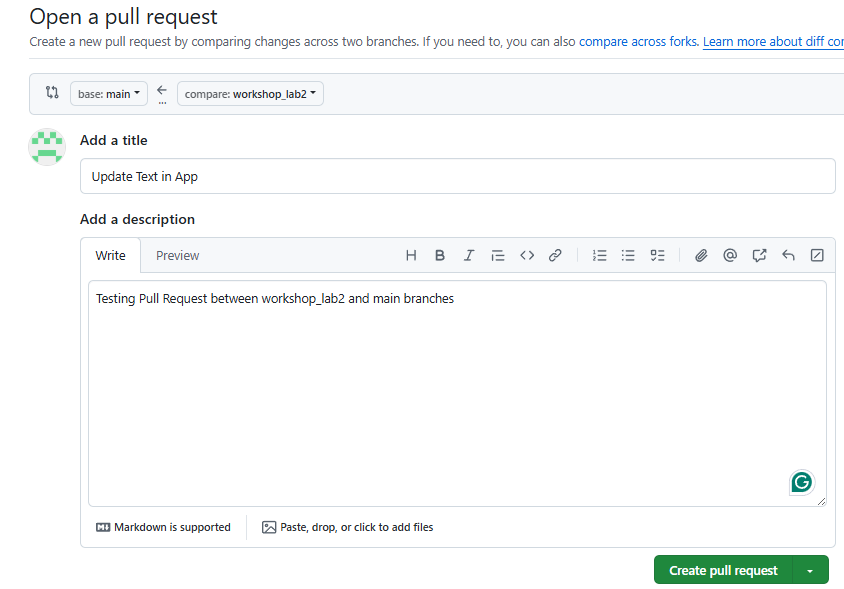 Open a pull request
Create a new pull request by comparing changes across two branches. If you need to, you can also compare across forks. Learn more about diff
base: main
compare: workshop_lab2
Add a title
Update Text in App
Add a description
Write Preview
Testing Pull Request between workshop_lab2 and main branches
Markdown is supported
Paste, drop, or click to add files
Create pull request